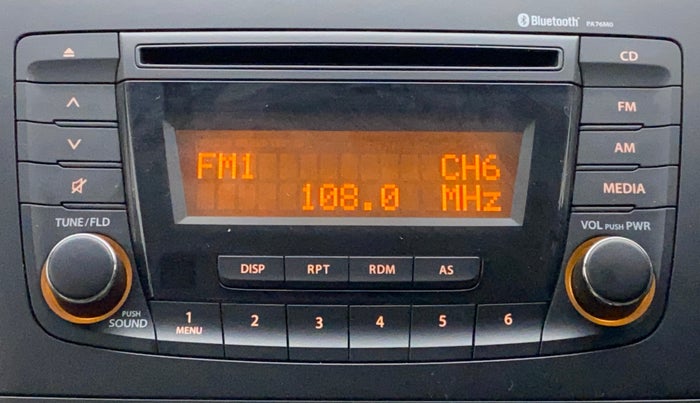 Bluetooth PA76M0
CD
FM
AM
MEDIA
FM1 CH6
108.0 MHz
TUNE/FLD
VOL PUSH PWR
DISP RPT RDM AS
PUSH
SOUND
1 2 3 4 5 6
MENU